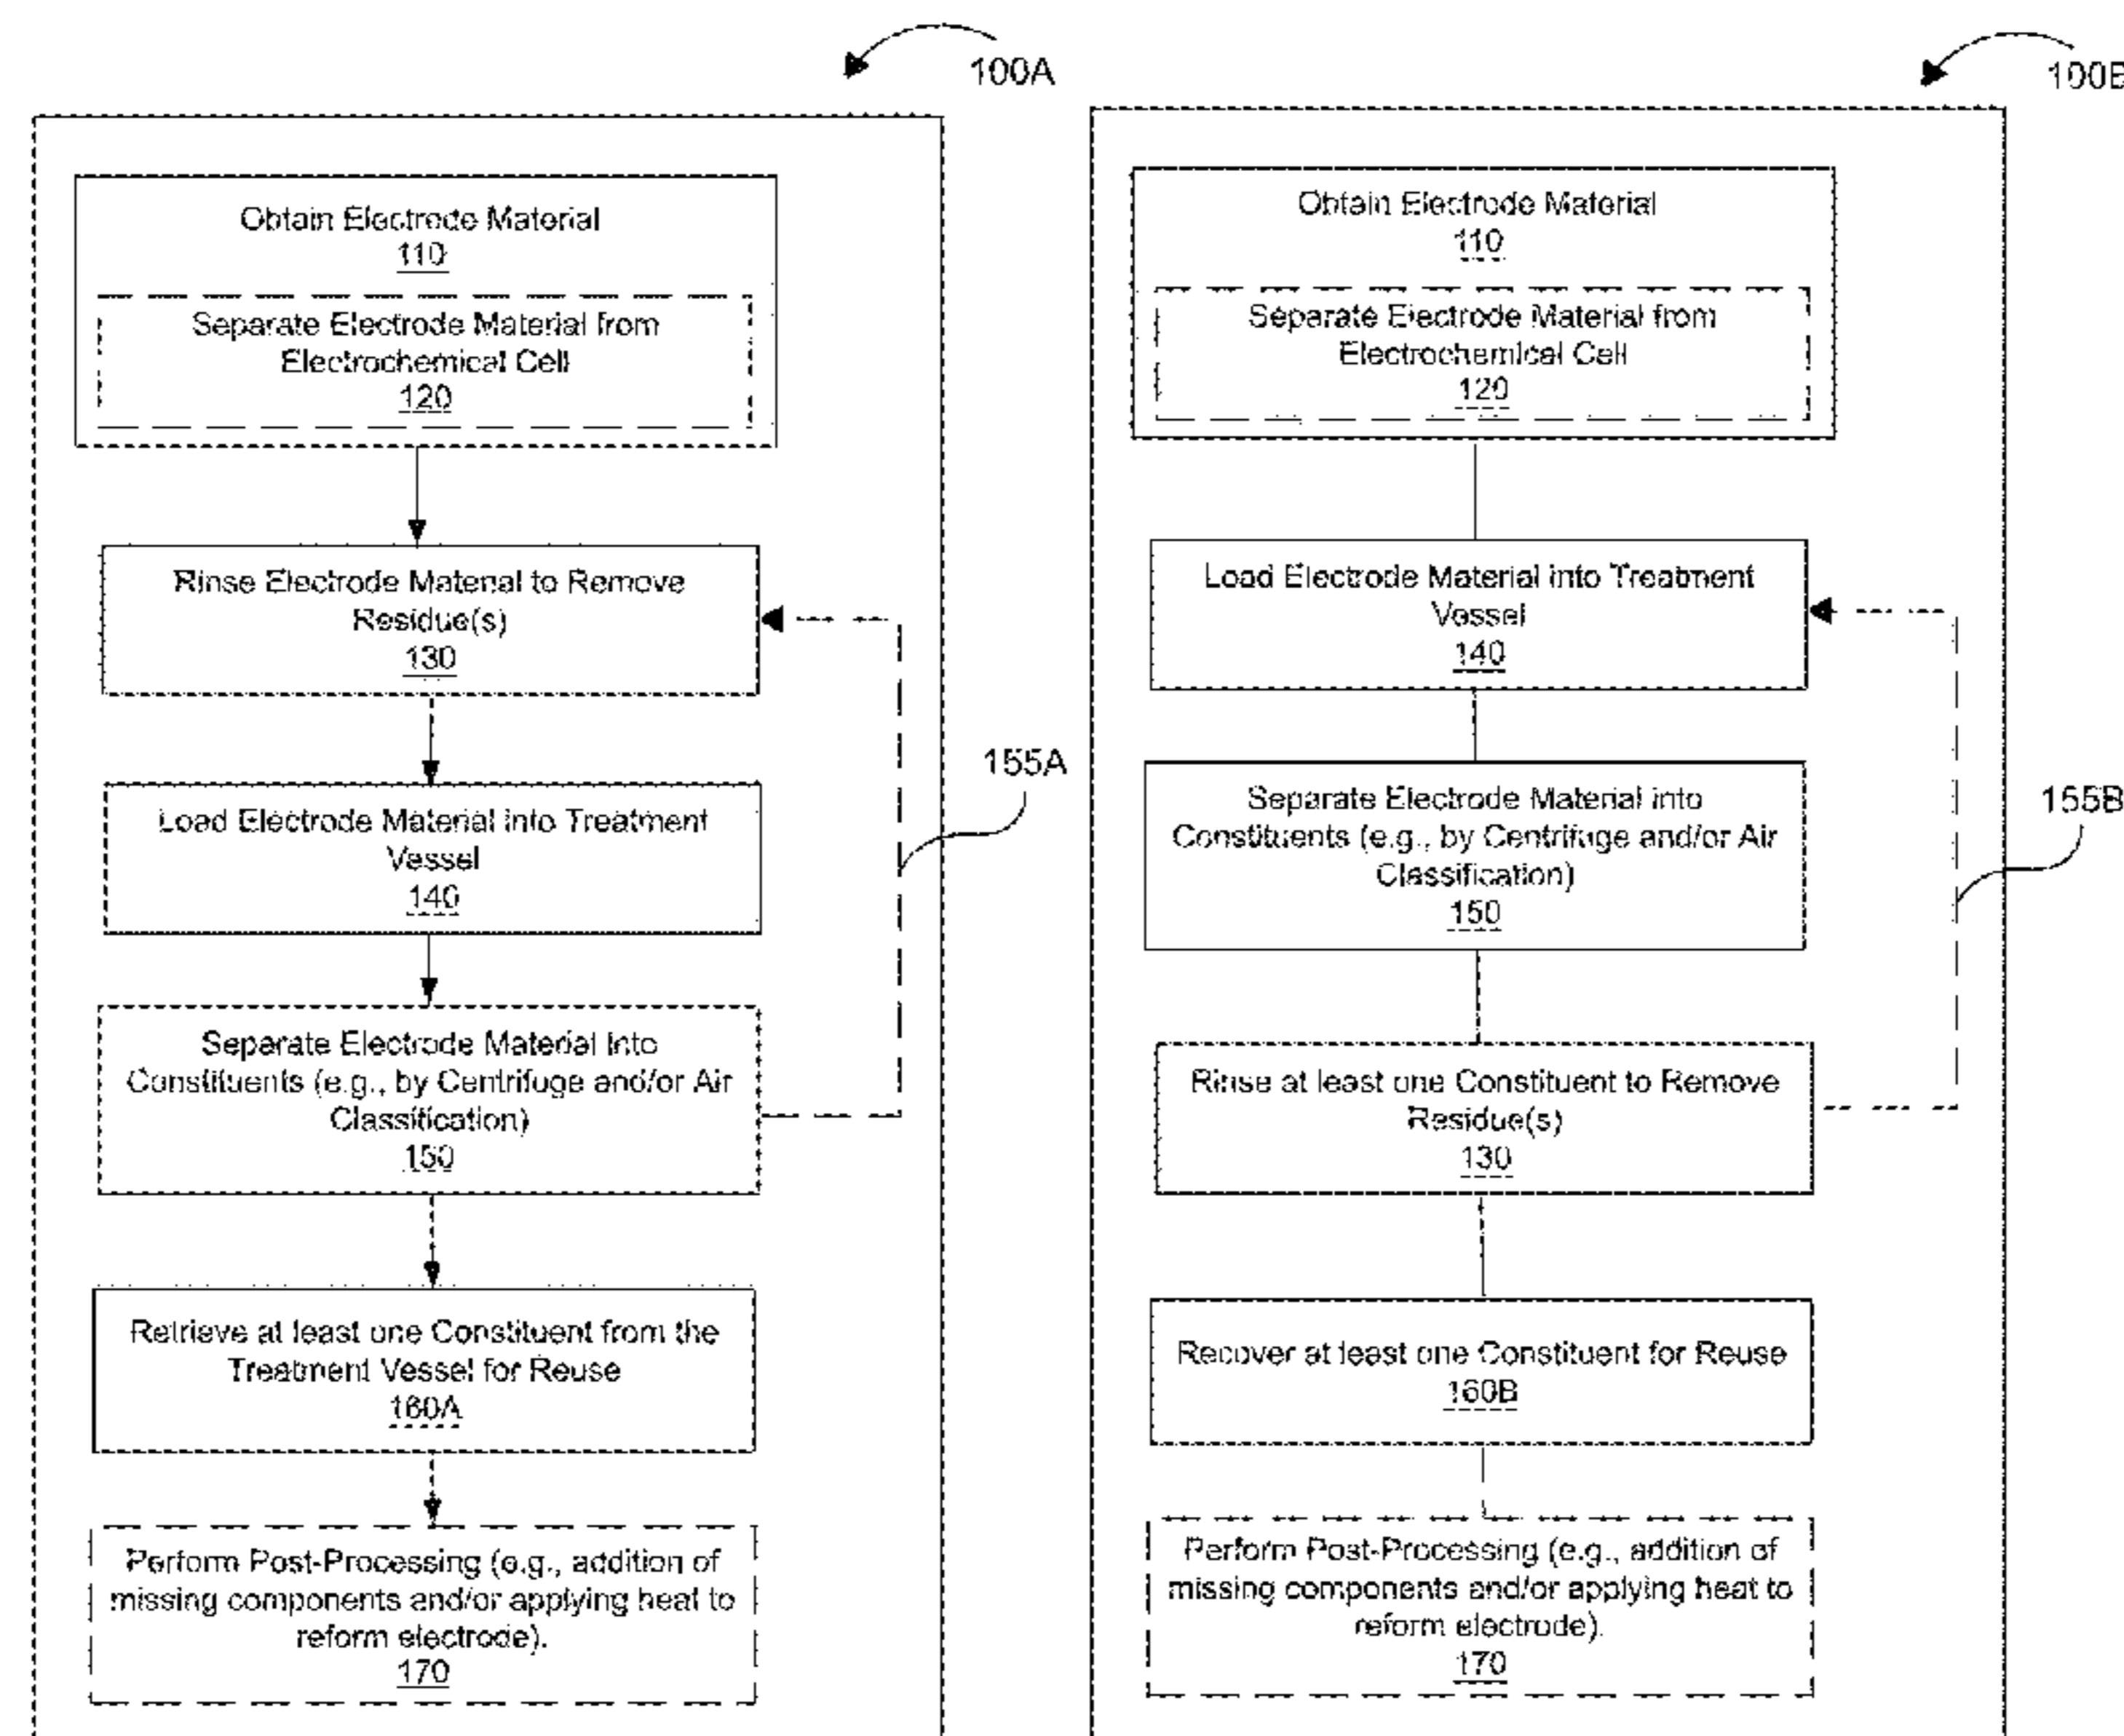 100A
Obtain Electrode Material
110
Separate Electrode Material from
Electrochemical Cell
120
Rinse Electrode Material to Remove
Residue(s)
130
Load Electrode Material into Treatment
Vessel
140
155A
Separate Electrode Material into
Constituents (e.g., by Centrifuge and/or Air
Classification)
150
Retrieve at least one Constituent from the
Treatment Vessel for Reuse
160A
Perform Post-Processing (e.g., addition of
missing components and/or applying heat to
reform electrode).
170
100B
Obtain Electrode Material
110
Separate Electrode Material from
Electrochemical Cell
120
Load Electrode Material into Treatment
Vessel
140
Separate Electrode Material into
Constituents (e.g., by Centrifuge and/or Air
Classification)
150
155B
Rinse at least one Constituent to Remove
Residue(s)
130
Recover at least one Constituent for Reuse
160B
Perform Post-Processing (e.g., addition of
missing components and/or applying heat to
reform electrode).
170